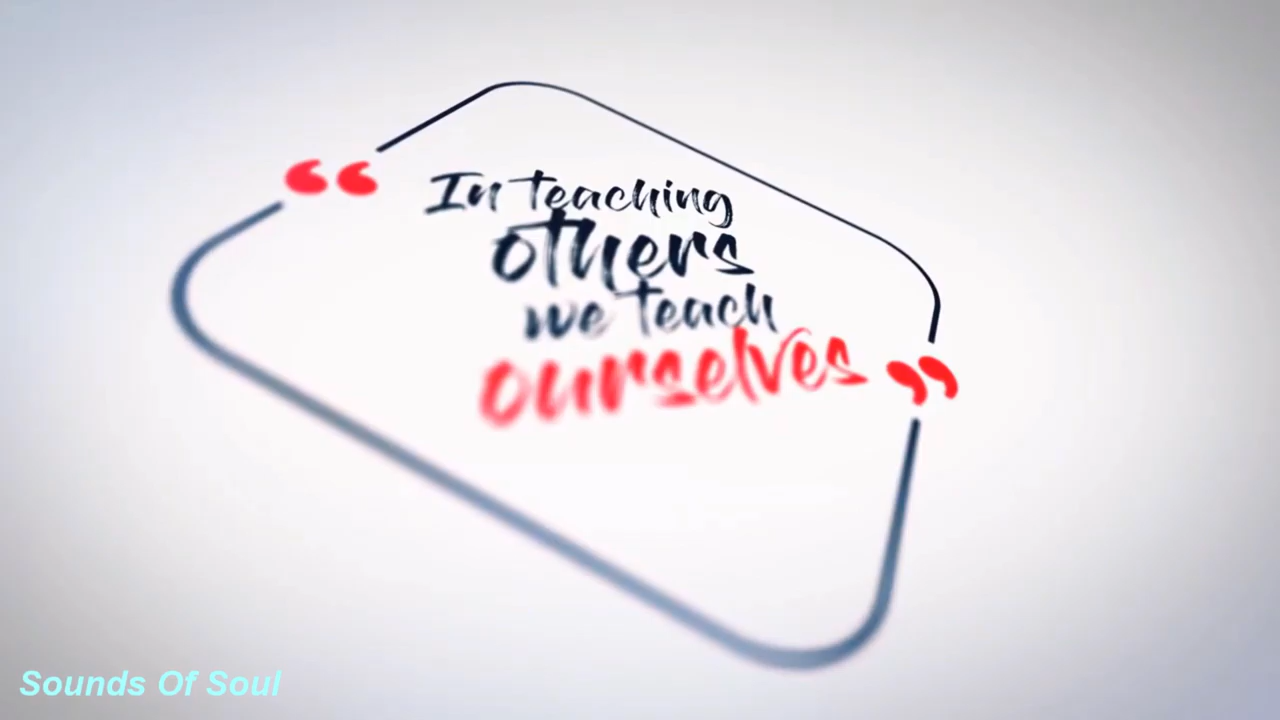 “
In teaching
others
we teach
ourselves
”
Sounds Of Soul